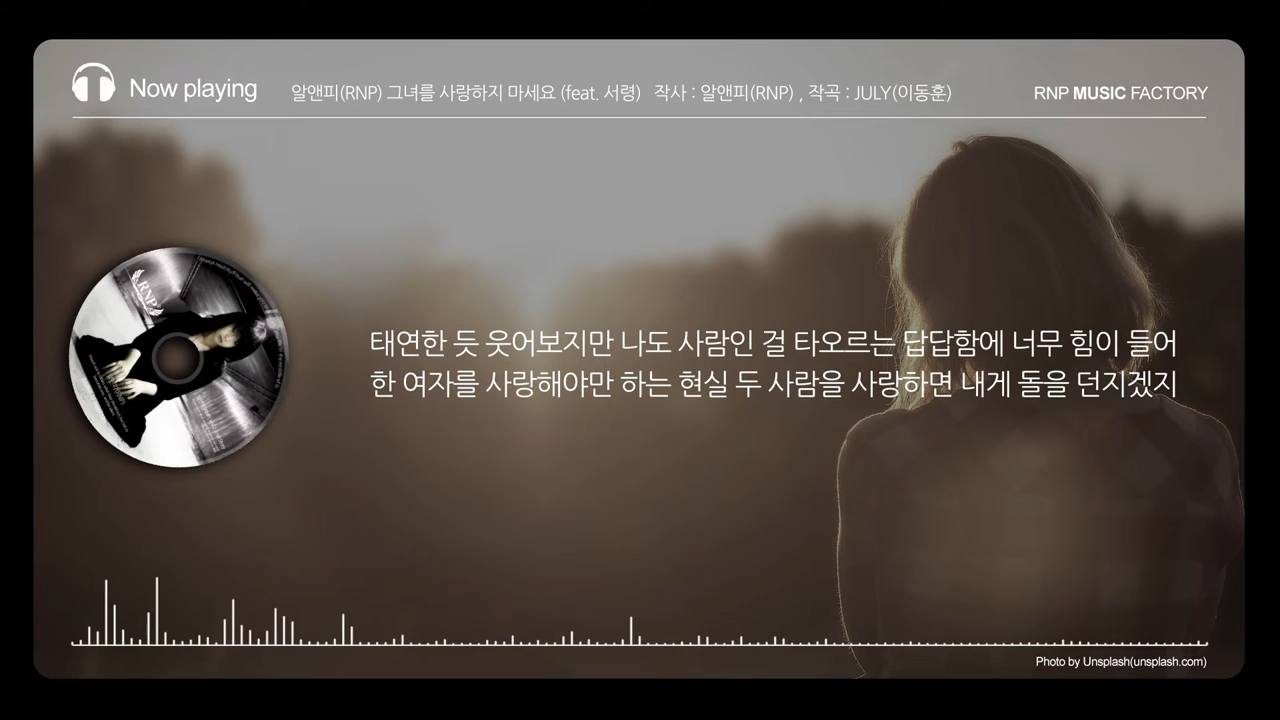 Now playing 알앤피(RNP) 그녀를 사랑하지 마세요 (feat. 서령) 작사 : 알앤피(RNP) , 작곡 : JULY(이동훈) RNP MUSIC FACTORY
RNP
태연한 듯 웃어보지만 나도 사람인 걸 타오르는 답답함에 너무 힘이 들어
한 여자를 사랑해야만 하는 현실 두 사람을 사랑하면 내게 돌을 던지겠지
Photo by Unsplash(unsplash.com)